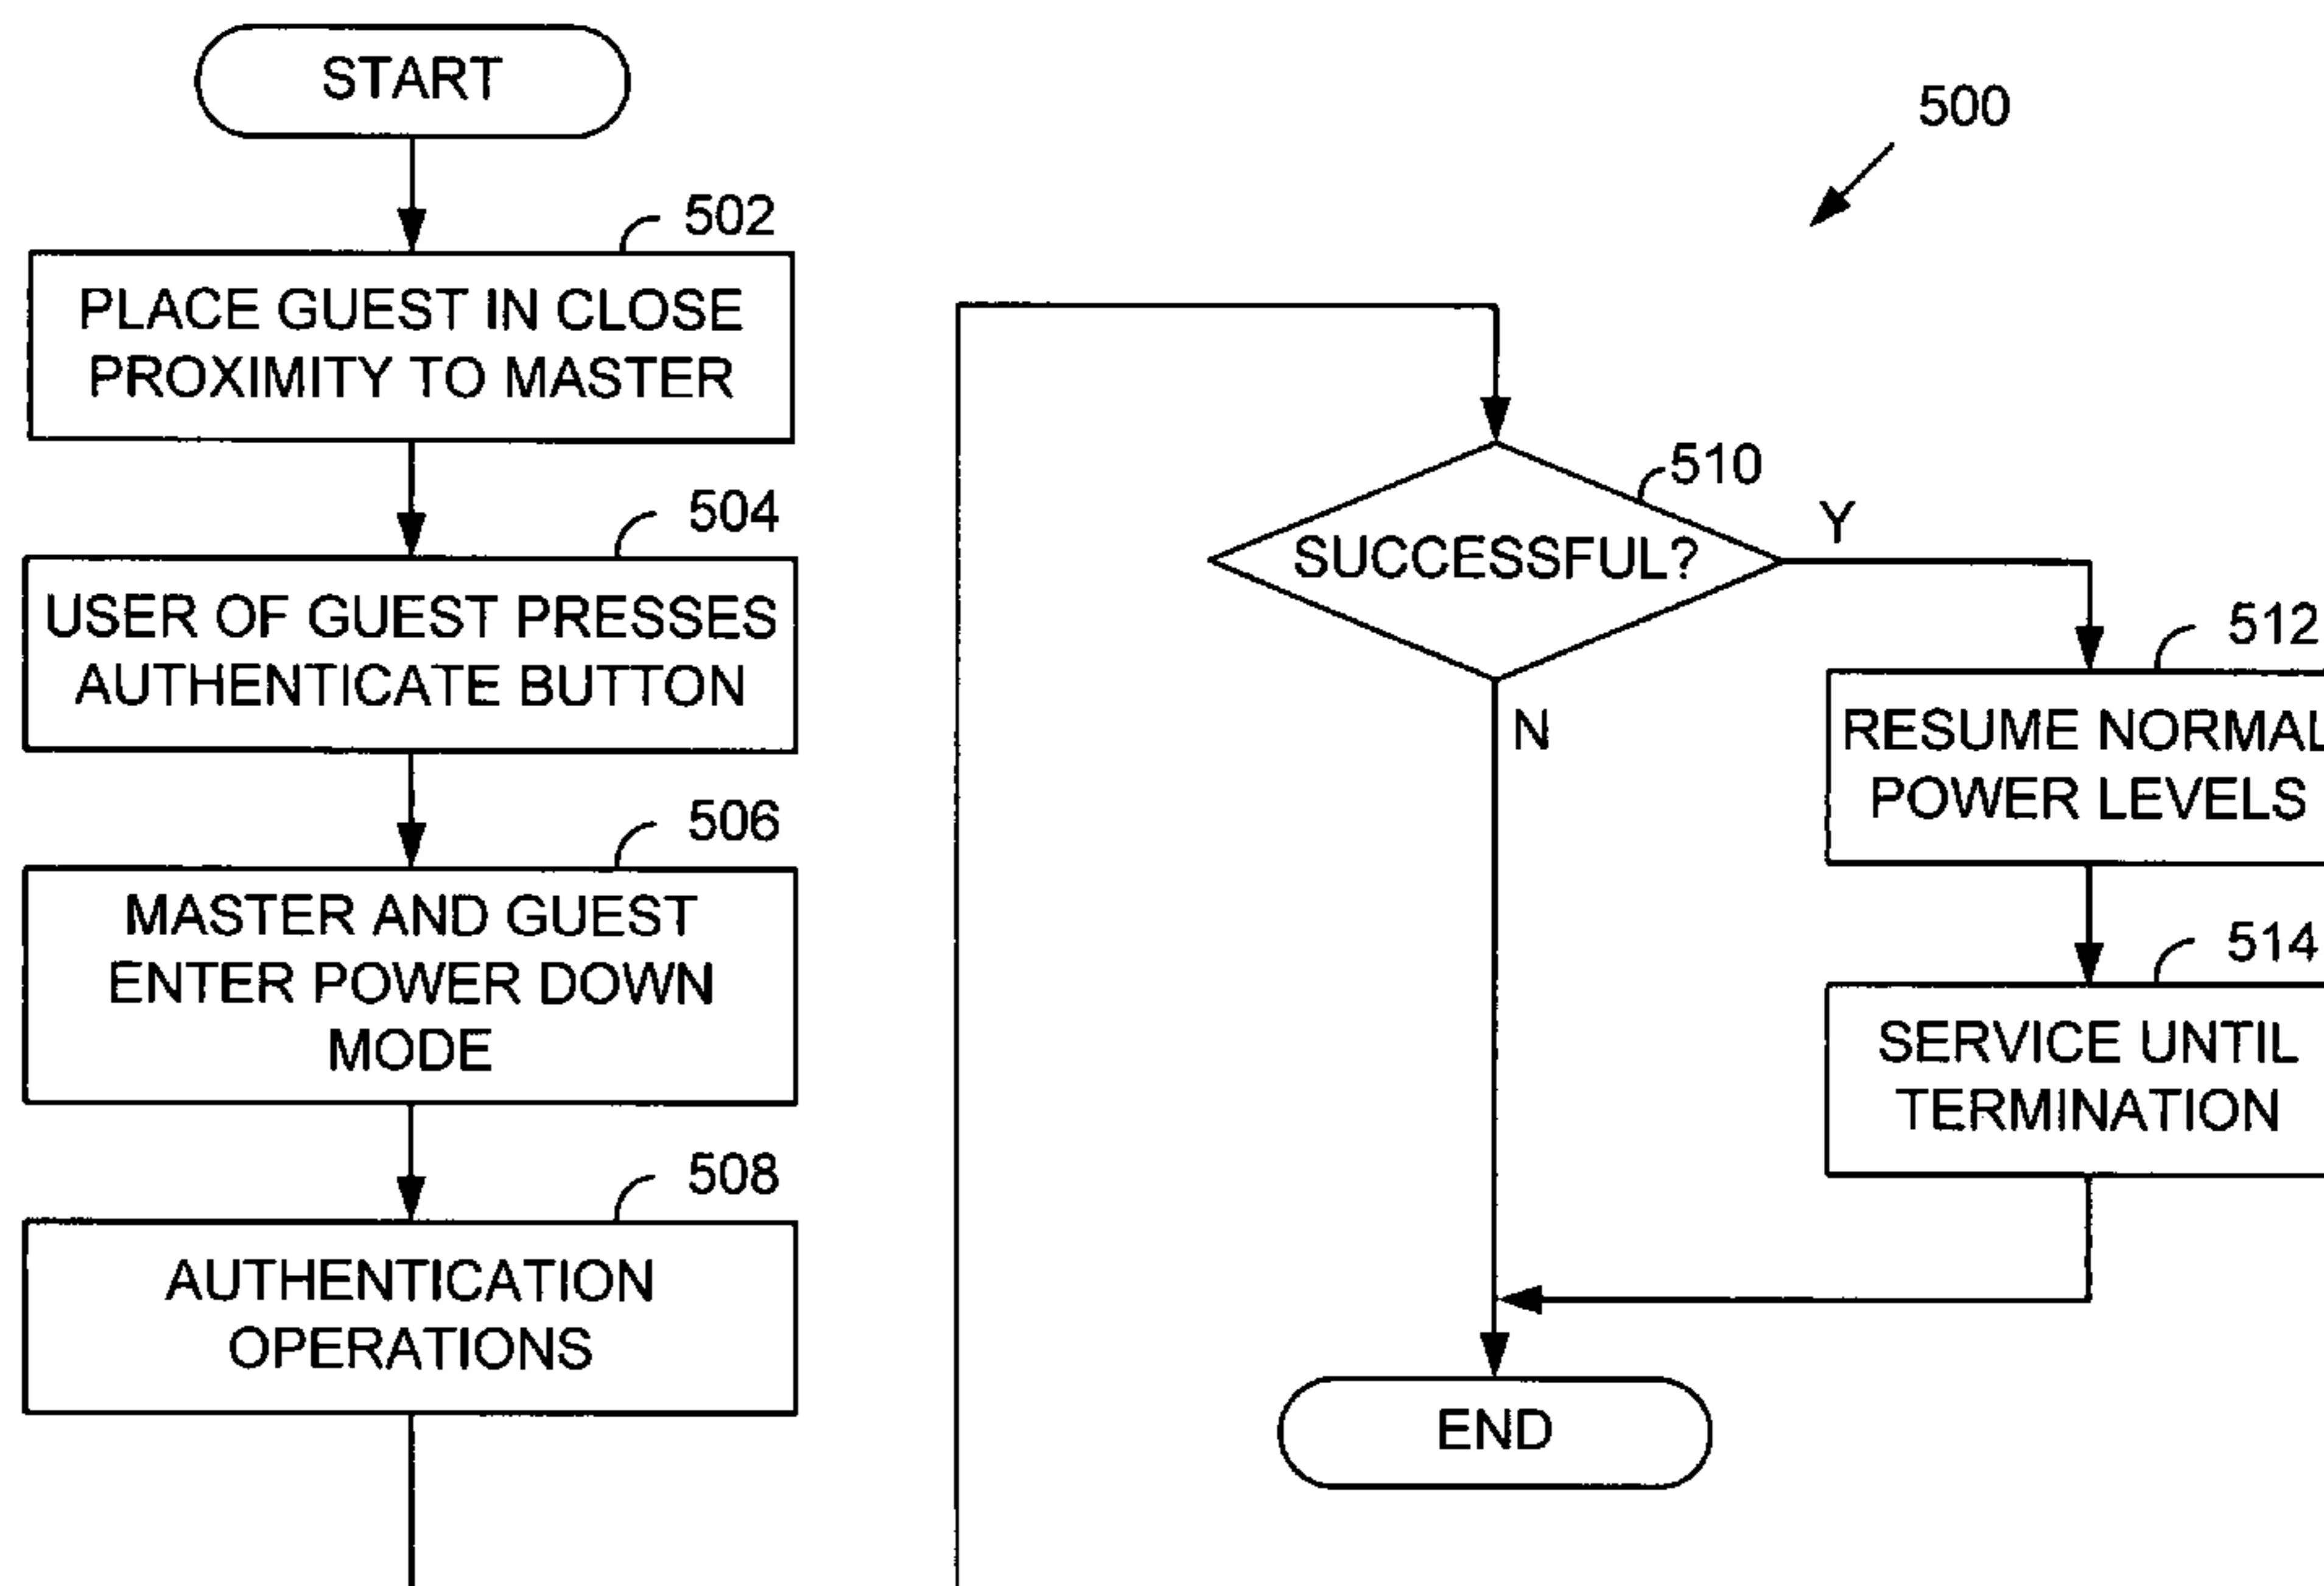 START
500
502
PLACE GUEST IN CLOSE
PROXIMITY TO MASTER
504
USER OF GUEST PRESSES
AUTHENTICATE BUTTON
506
MASTER AND GUEST
ENTER POWER DOWN
MODE
508
AUTHENTICATION
OPERATIONS
510
SUCCESSFUL?
Y
N
512
RESUME NORMAL
POWER LEVELS
514
SERVICE UNTIL
TERMINATION
END